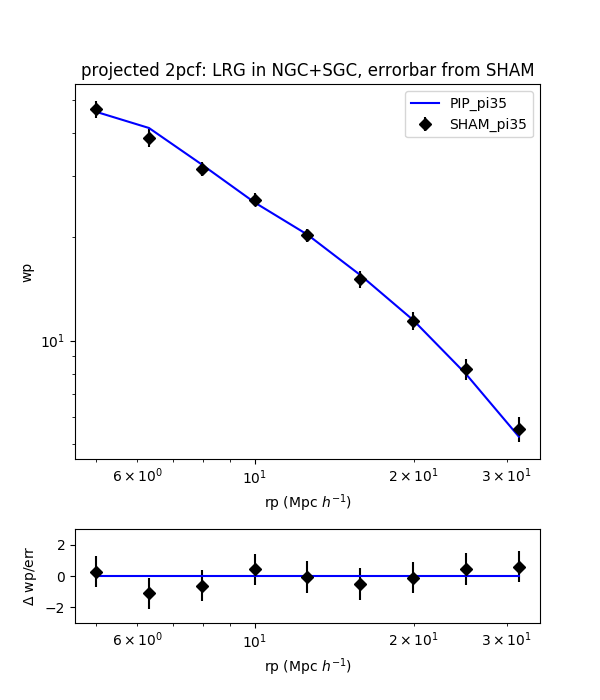 projected 2pcf: LRG in NGC+SGC, errorbar from SHAM
PIP_pi35
SHAM_pi35
wp
10¹
6 × 10⁰ 10¹ 2 × 10¹ 3 × 10¹
rp (Mpc h⁻¹)
Δ wp/err
2
0
−2
6 × 10⁰ 10¹ 2 × 10¹ 3 × 10¹
rp (Mpc h⁻¹)